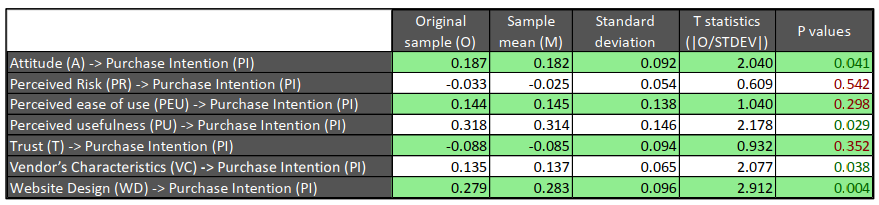 Original sample (O) Sample mean (M) Standard deviation T statistics (|O/STDEV|) P values
Attitude (A) -> Purchase Intention (PI) 0.187 0.182 0.092 2.040 0.041
Perceived Risk (PR) -> Purchase Intention (PI) -0.033 -0.025 0.054 0.609 0.542
Perceived ease of use (PEU) -> Purchase Intention (PI) 0.144 0.145 0.138 1.040 0.298
Perceived usefulness (PU) -> Purchase Intention (PI) 0.318 0.314 0.146 2.178 0.029
Trust (T) -> Purchase Intention (PI) -0.088 -0.085 0.094 0.932 0.352
Vendor’s Characteristics (VC) -> Purchase Intention (PI) 0.135 0.137 0.065 2.077 0.038
Website Design (WD) -> Purchase Intention (PI) 0.279 0.283 0.096 2.912 0.004